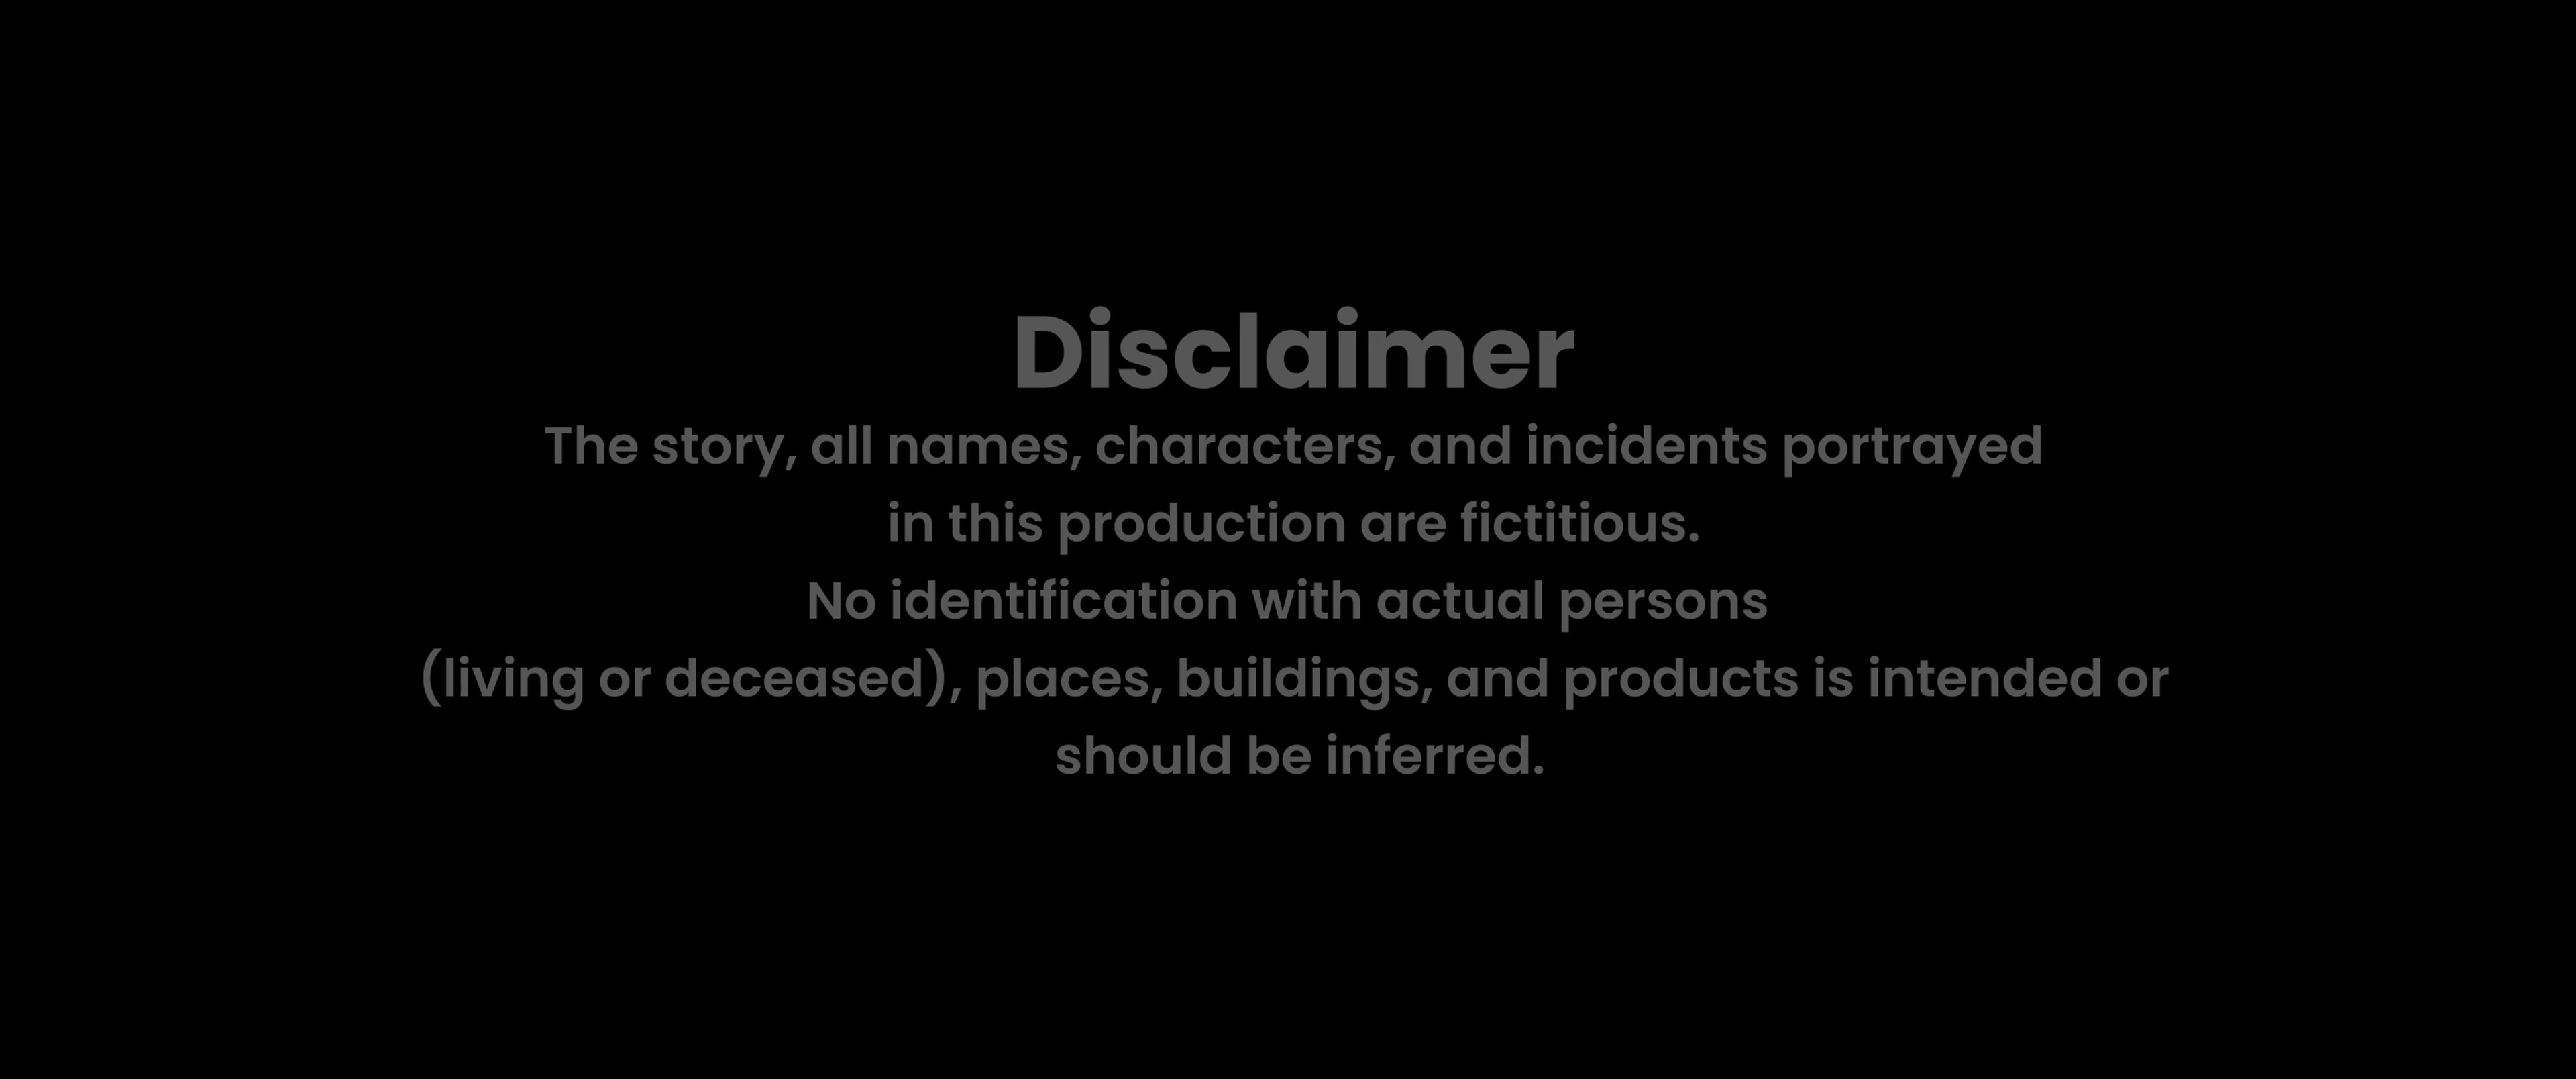 Disclaimer
The story, all names, characters, and incidents portrayed
in this production are fictitious.
No identification with actual persons
(living or deceased), places, buildings, and products is intended or
should be inferred.